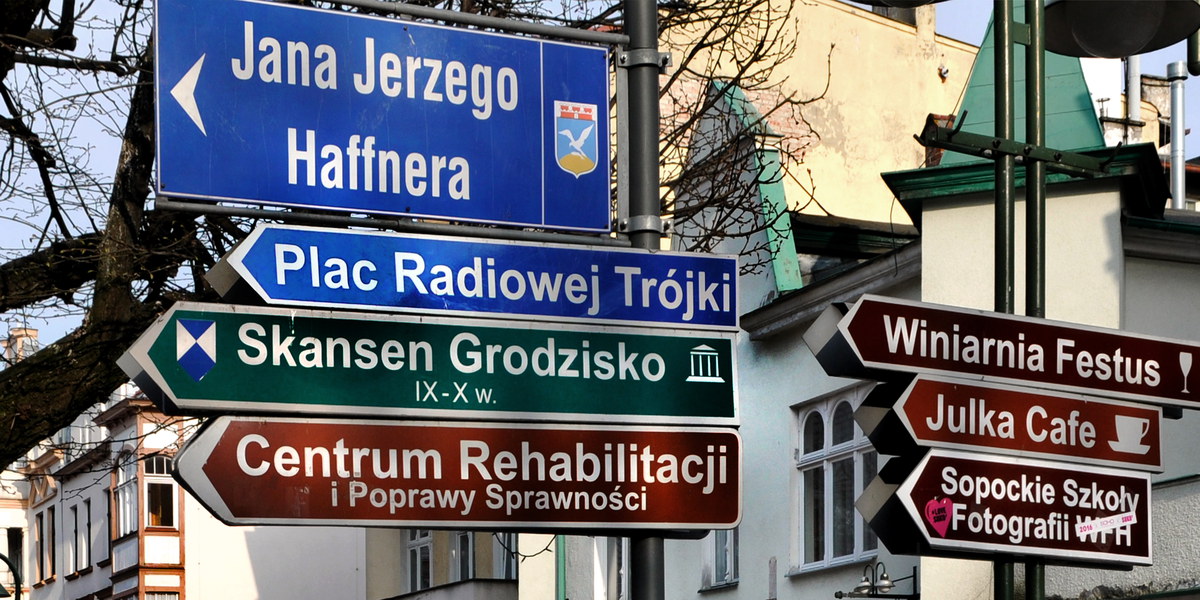 Jana Jerzego
Haffnera
Plac Radiowej Trójki
Skansen Grodzisko
IX-X w.
Centrum Rehabilitacji
i Poprawy Sprawności
Winiarnia Festus
Julka Cafe
Sopockie Szkoły
Fotografii WFH